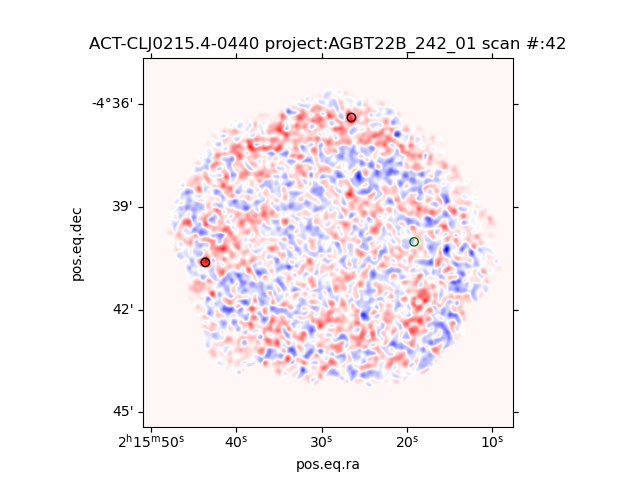 ACT-CLJ0215.4-0440 project:AGBT22B_242_01 scan #:42
-4°36'
39'
42'
45'
2ʰ15ᵐ50ˢ 40ˢ 30ˢ 20ˢ 10ˢ
pos.eq.ra
pos.eq.dec